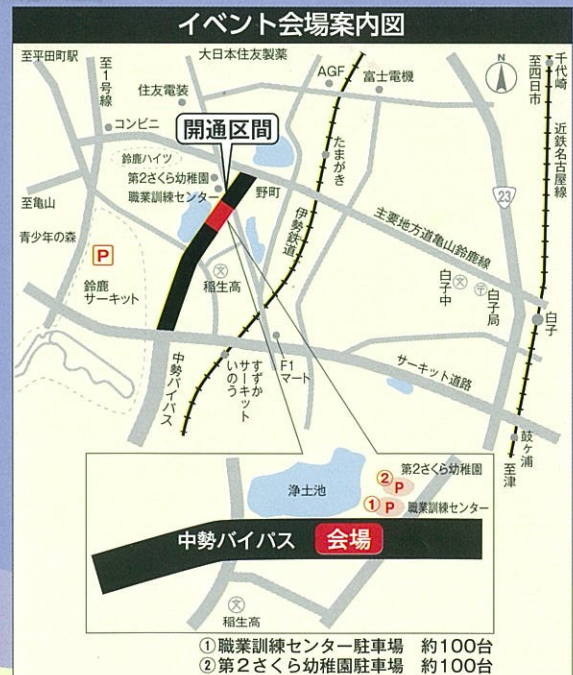 イベント会場案内図
至平田町駅
至1号線
大日本住友製薬
住友電装
AGF
富士電機
N
千代崎
至四日市
近鉄名古屋線
コンビニ
開通区間
たまがき
鈴鹿ハイツ
第2さくら幼稚園
職業訓練センター
野町
23
至亀山
青少年の森
P
鈴鹿
サーキット
文
稲生高
伊勢鉄道
主要地方道亀山鈴鹿線
文
白子中
白子局
白子
中勢バイパス
すずか
サーキット
いのう
F1
マート
サーキット道路
鼓ヶ浦
至津
浄土池
第2さくら幼稚園
② P
① P
職業訓練センター
中勢バイパス 会場
文
稲生高
①職業訓練センター駐車場 約100台
②第2さくら幼稚園駐車場 約100台